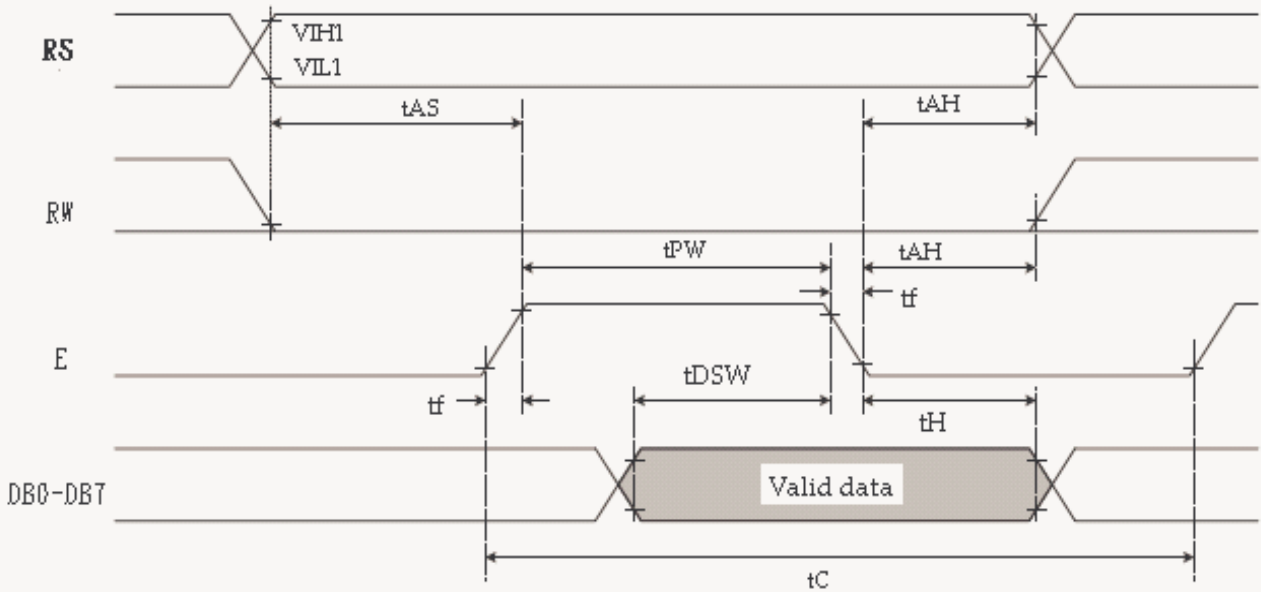 RS
VIH1
VIL1
tAS
tAH
RW
tPW
tAH
tf
E
tDSW
tf
tH
DB0-DB7
Valid data
tC